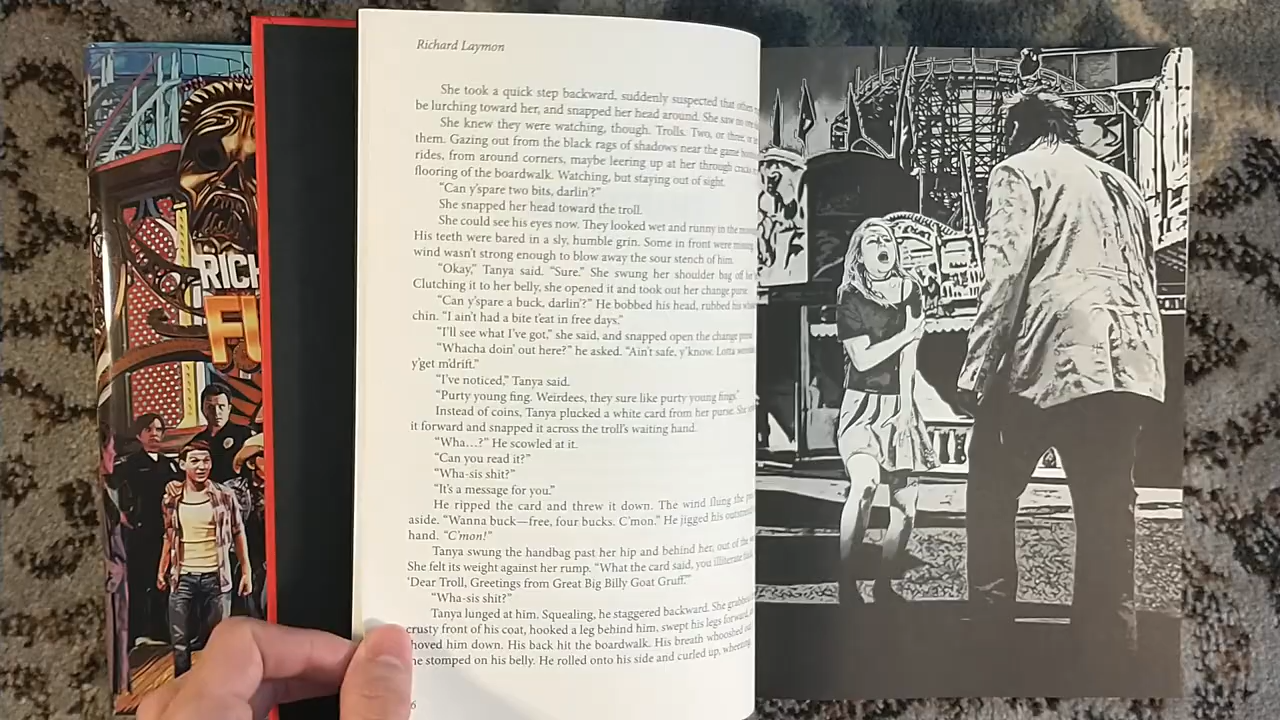 Richard Laymon
She took a quick step backward, suddenly suspected that others
be lurching toward her, and snapped her head around. She saw no one
She knew they were watching, though. Trolls. Two, or three or
them. Gazing out from the black rags of shadows near the game
rides, from around corners, maybe leering up at her through cracks
flooring of the boardwalk. Watching, but staying out of sight.
“Can y'spare two bits, darlin'?”
She snapped her head toward the troll.
She could see his eyes now. They looked wet and runny in the
His teeth were bared in a sly, humble grin. Some in front were missing.
wind wasn't strong enough to blow away the sour stench of him.
“Okay,” Tanya said. “Sure.” She swung her shoulder bag off
Clutching it to her belly, she opened it and took out her change purse.
“Can y'spare a buck, darlin'?” He bobbed his head, rubbed his
chin. “I ain't had a bite t'eat in free days.”
“I'll see what I've got,” she said, and snapped open the change
“Whacha doin' out here?” he asked. “Ain't safe, y'know. Lotta
y'get m'drift.”
“I've noticed,” Tanya said.
“Purty young fing. Weirdees, they sure like purty young fings.”
Instead of coins, Tanya plucked a white card from her purse. She
it forward and snapped it across the troll's waiting hand.
“Wha…?” He scowled at it.
“Can you read it?”
“Wha-sis shit?”
“It's a message for you.”
He ripped the card and threw it down. The wind flung the
aside. “Wanna buck—free, four bucks. C'mon.” He jigged his
hand. “C'mon!”
Tanya swung the handbag past her hip and behind her, out of the
She felt its weight against her rump. “What the card said, you illiterate
‘Dear Troll, Greetings from Great Big Billy Goat Gruff.’”
“Wha-sis shit?”
Tanya lunged at him. Squealing, he staggered backward. She grabbed
crusty front of his coat, hooked a leg behind him, swept his legs forward,
hoved him down. His back hit the boardwalk. His breath whooshed
he stomped on his belly. He rolled onto his side and curled up, wheezing.
6
RICH
FU